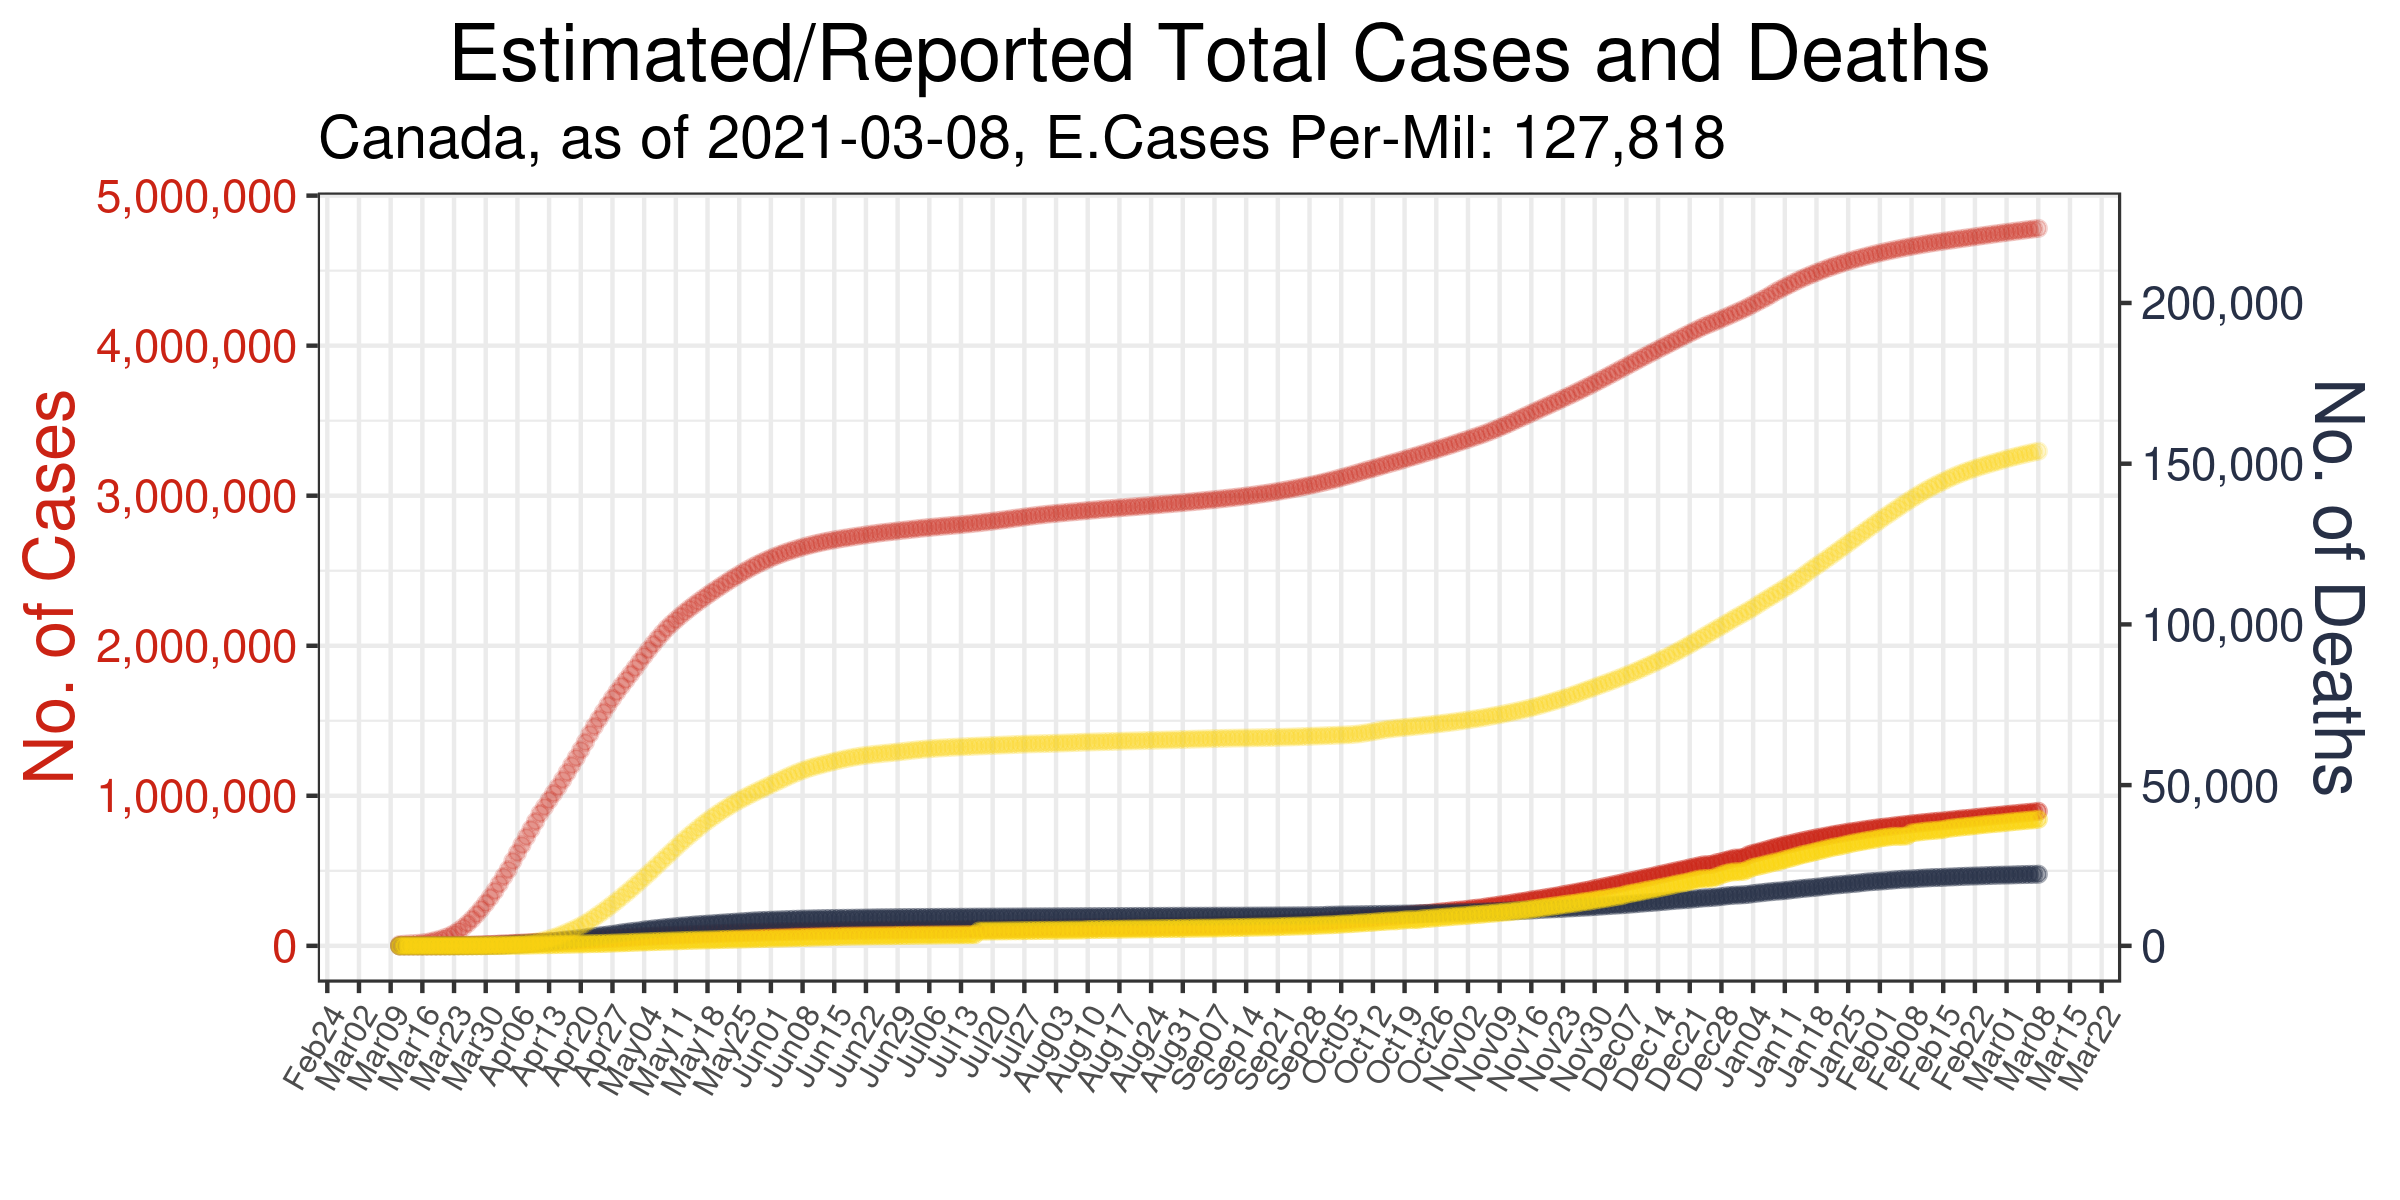 Estimated/Reported Total Cases and Deaths
Canada, as of 2021-03-08, E.Cases Per-Mil: 127,818
No. of Cases
5,000,000
4,000,000
3,000,000
2,000,000
1,000,000
0
200,000
150,000
100,000
50,000
0
No. of Deaths
Feb24 Mar02 Mar09 Mar16 Mar23 Mar30 Apr06 Apr13 Apr20 Apr27 May04 May11 May18 May25 Jun01 Jun08 Jun15 Jun22 Jun29 Jul06 Jul13 Jul20 Jul27 Aug03 Aug10 Aug17 Aug24 Aug31 Sep07 Sep14 Sep21 Sep28 Oct05 Oct12 Oct19 Oct26 Nov02 Nov09 Nov16 Nov23 Nov30 Dec07 Dec14 Dec21 Dec28 Jan04 Jan11 Jan18 Jan25 Feb01 Feb08 Feb15 Feb22 Mar01 Mar08 Mar15 Mar22